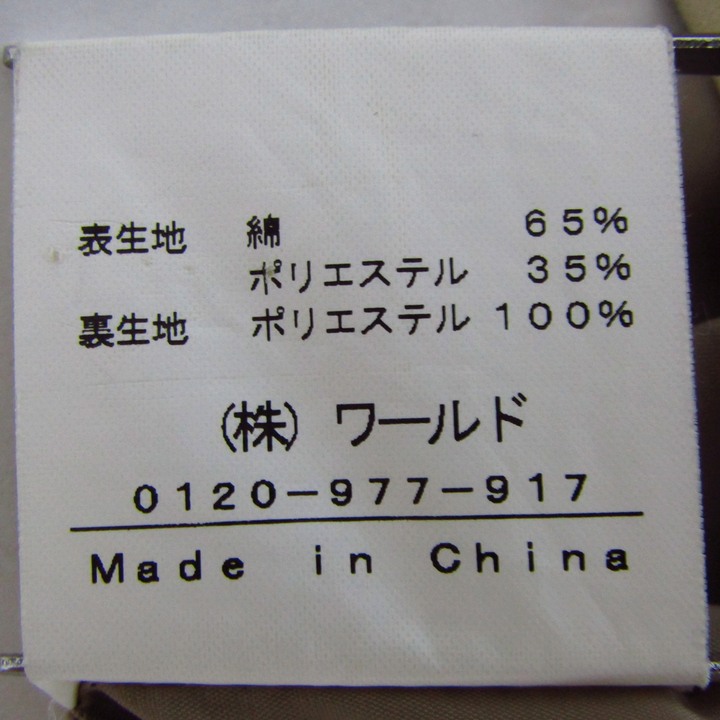 表生地 綿 65%
ポリエステル 35%
裏生地 ポリエステル 100%
(株) ワールド
0120-977-917
Made in China